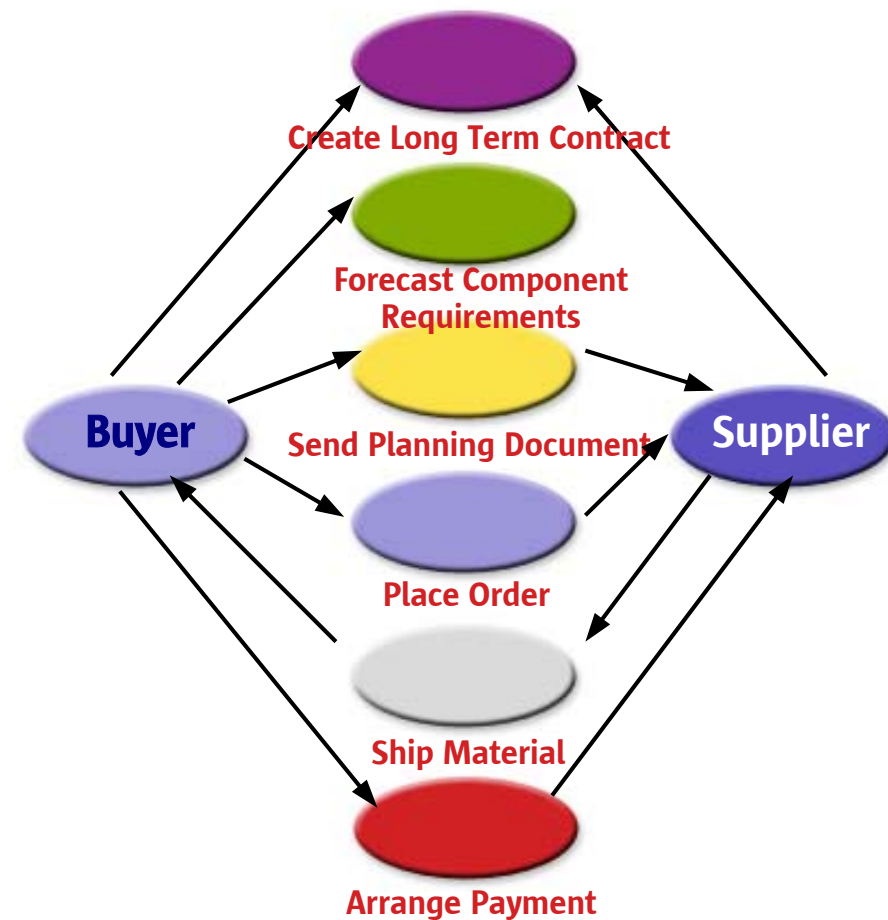 Create Long Term Contract
Forecast Component
Requirements
Buyer
Supplier
Send Planning Document
Place Order
Ship Material
Arrange Payment